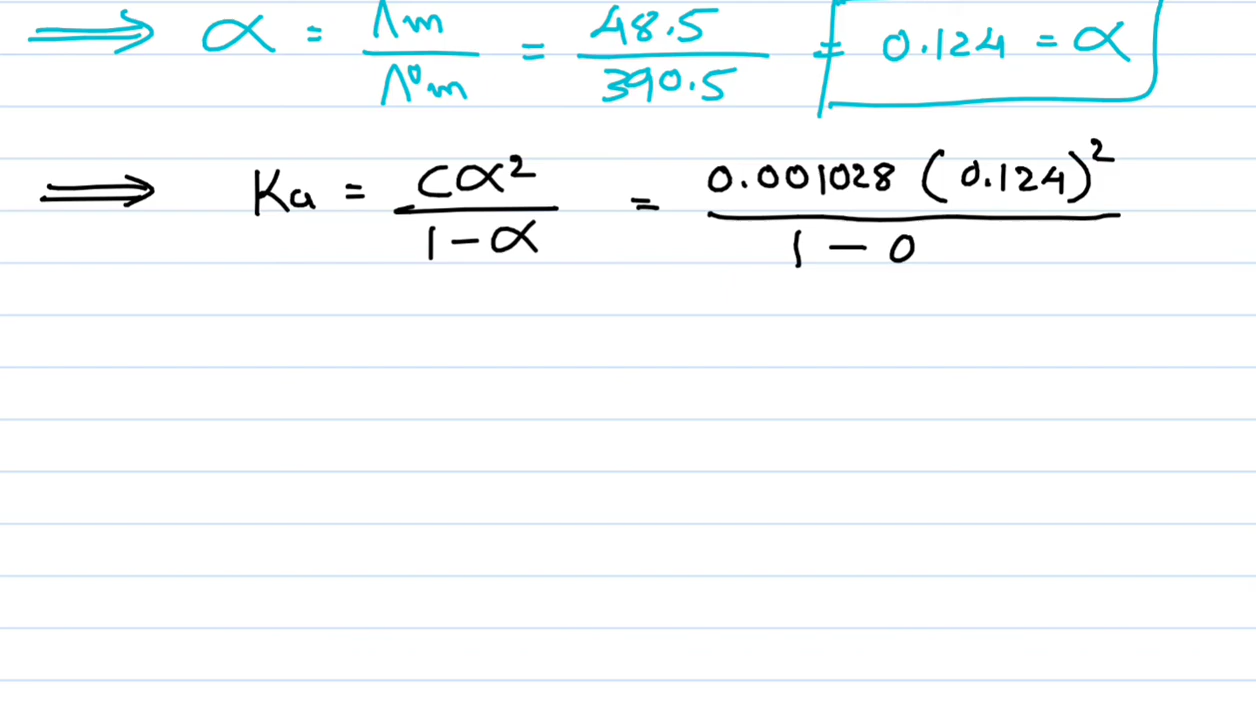 ⟹ α = Λm / Λ°m = 48.5 / 390.5 = 0.124 = α
⟹ Ka = Cα² / 1 - α = 0.001028 (0.124)² / 1 - 0